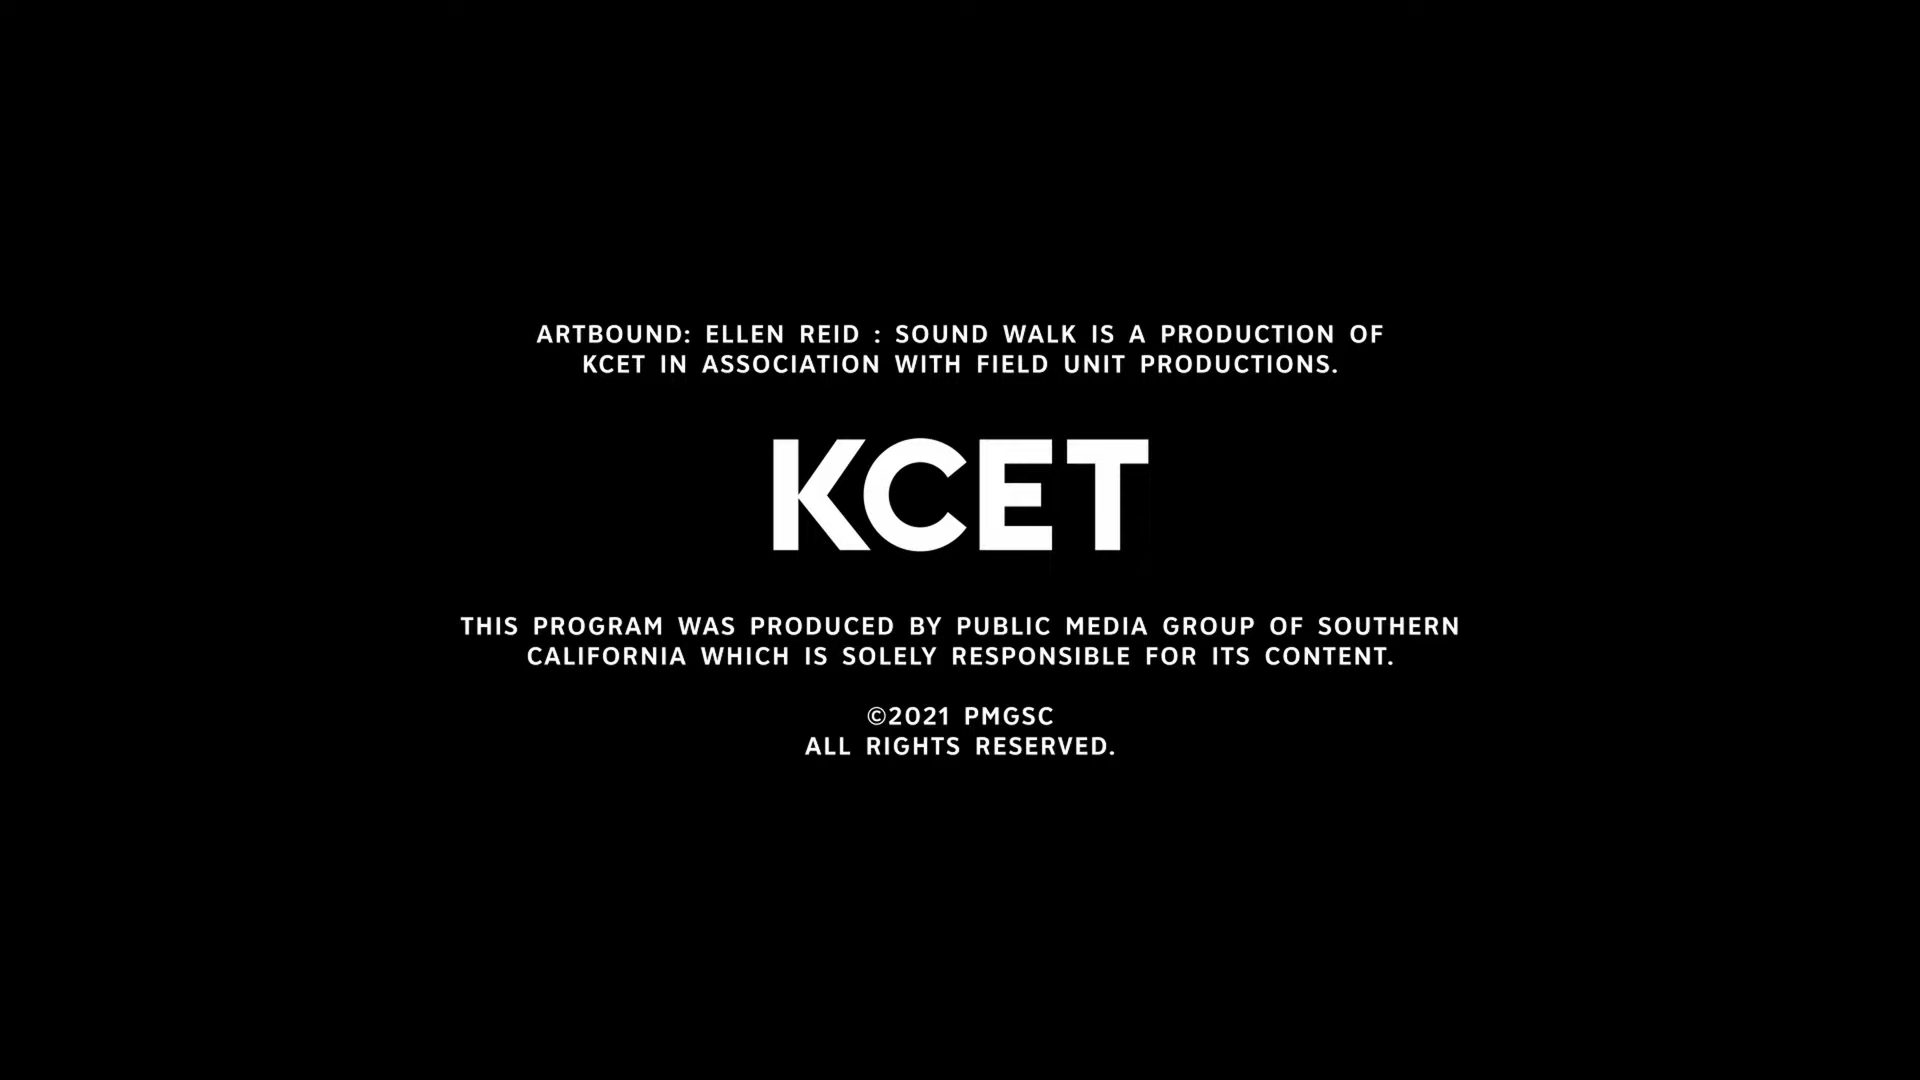 ARTBOUND: ELLEN REID : SOUND WALK IS A PRODUCTION OF
KCET IN ASSOCIATION WITH FIELD UNIT PRODUCTIONS.
KCET
THIS PROGRAM WAS PRODUCED BY PUBLIC MEDIA GROUP OF SOUTHERN
CALIFORNIA WHICH IS SOLELY RESPONSIBLE FOR ITS CONTENT.
©2021 PMGSC
ALL RIGHTS RESERVED.